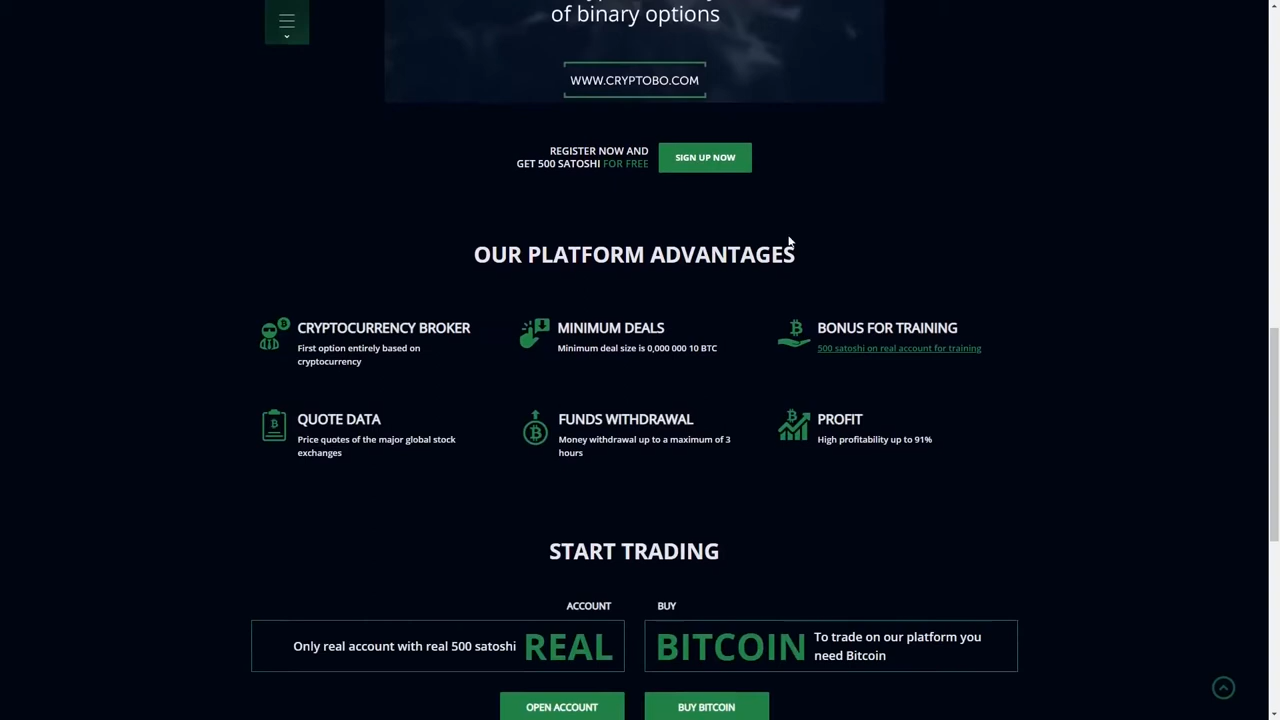 of binary options
WWW.CRYPTOBO.COM
REGISTER NOW AND
GET 500 SATOSHI FOR FREE
SIGN UP NOW
OUR PLATFORM ADVANTAGES
CRYPTOCURRENCY BROKER
First option entirely based on
cryptocurrency
MINIMUM DEALS
Minimum deal size is 0,000 000 10 BTC
BONUS FOR TRAINING
500 satoshi on real account for training
QUOTE DATA
Price quotes of the major global stock
exchanges
FUNDS WITHDRAWAL
Money withdrawal up to a maximum of 3
hours
PROFIT
High profitability up to 91%
START TRADING
ACCOUNT
Only real account with real 500 satoshi
REAL
OPEN ACCOUNT
BUY
BITCOIN
To trade on our platform you
need Bitcoin
BUY BITCOIN